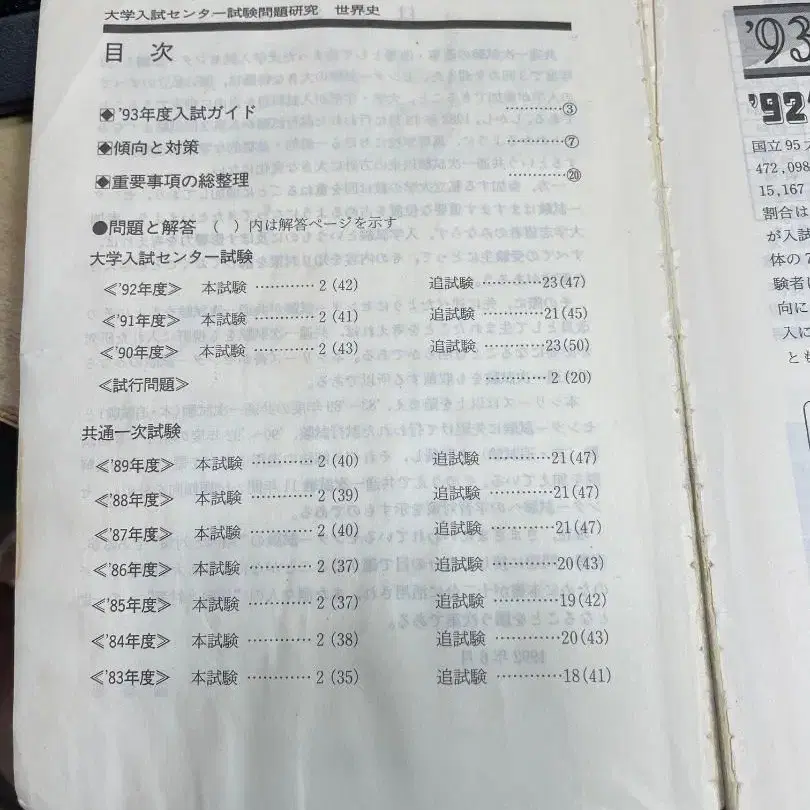 大学入試センター試験問題研究　世界史
目　次
◆'93年度入試ガイド …………③
◆傾向と対策 …………⑦
◆重要事項の総整理 …………⑳
●問題と解答　(　)内は解答ページを示す
大学入試センター試験
≪'92年度≫　本試験 …………2 (42)　追試験 …………23(47)
≪'91年度≫　本試験 …………2 (41)　追試験 …………21(45)
≪'90年度≫　本試験 …………2 (43)　追試験 …………23(50)
≪試行問題≫　…………2 (20)
共通一次試験
≪'89年度≫　本試験 …………2 (40)　追試験 …………21(47)
≪'88年度≫　本試験 …………2 (39)　追試験 …………21(47)
≪'87年度≫　本試験 …………2 (40)　追試験 …………21(47)
≪'86年度≫　本試験 …………2 (37)　追試験 …………20(43)
≪'85年度≫　本試験 …………2 (37)　追試験 …………19(42)
≪'84年度≫　本試験 …………2 (38)　追試験 …………20(43)
≪'83年度≫　本試験 …………2 (35)　追試験 …………18(41)
'93
'92
国立 95
472,098
15,167
割合は
が入試
体の 7
験者
向に
入に
とも